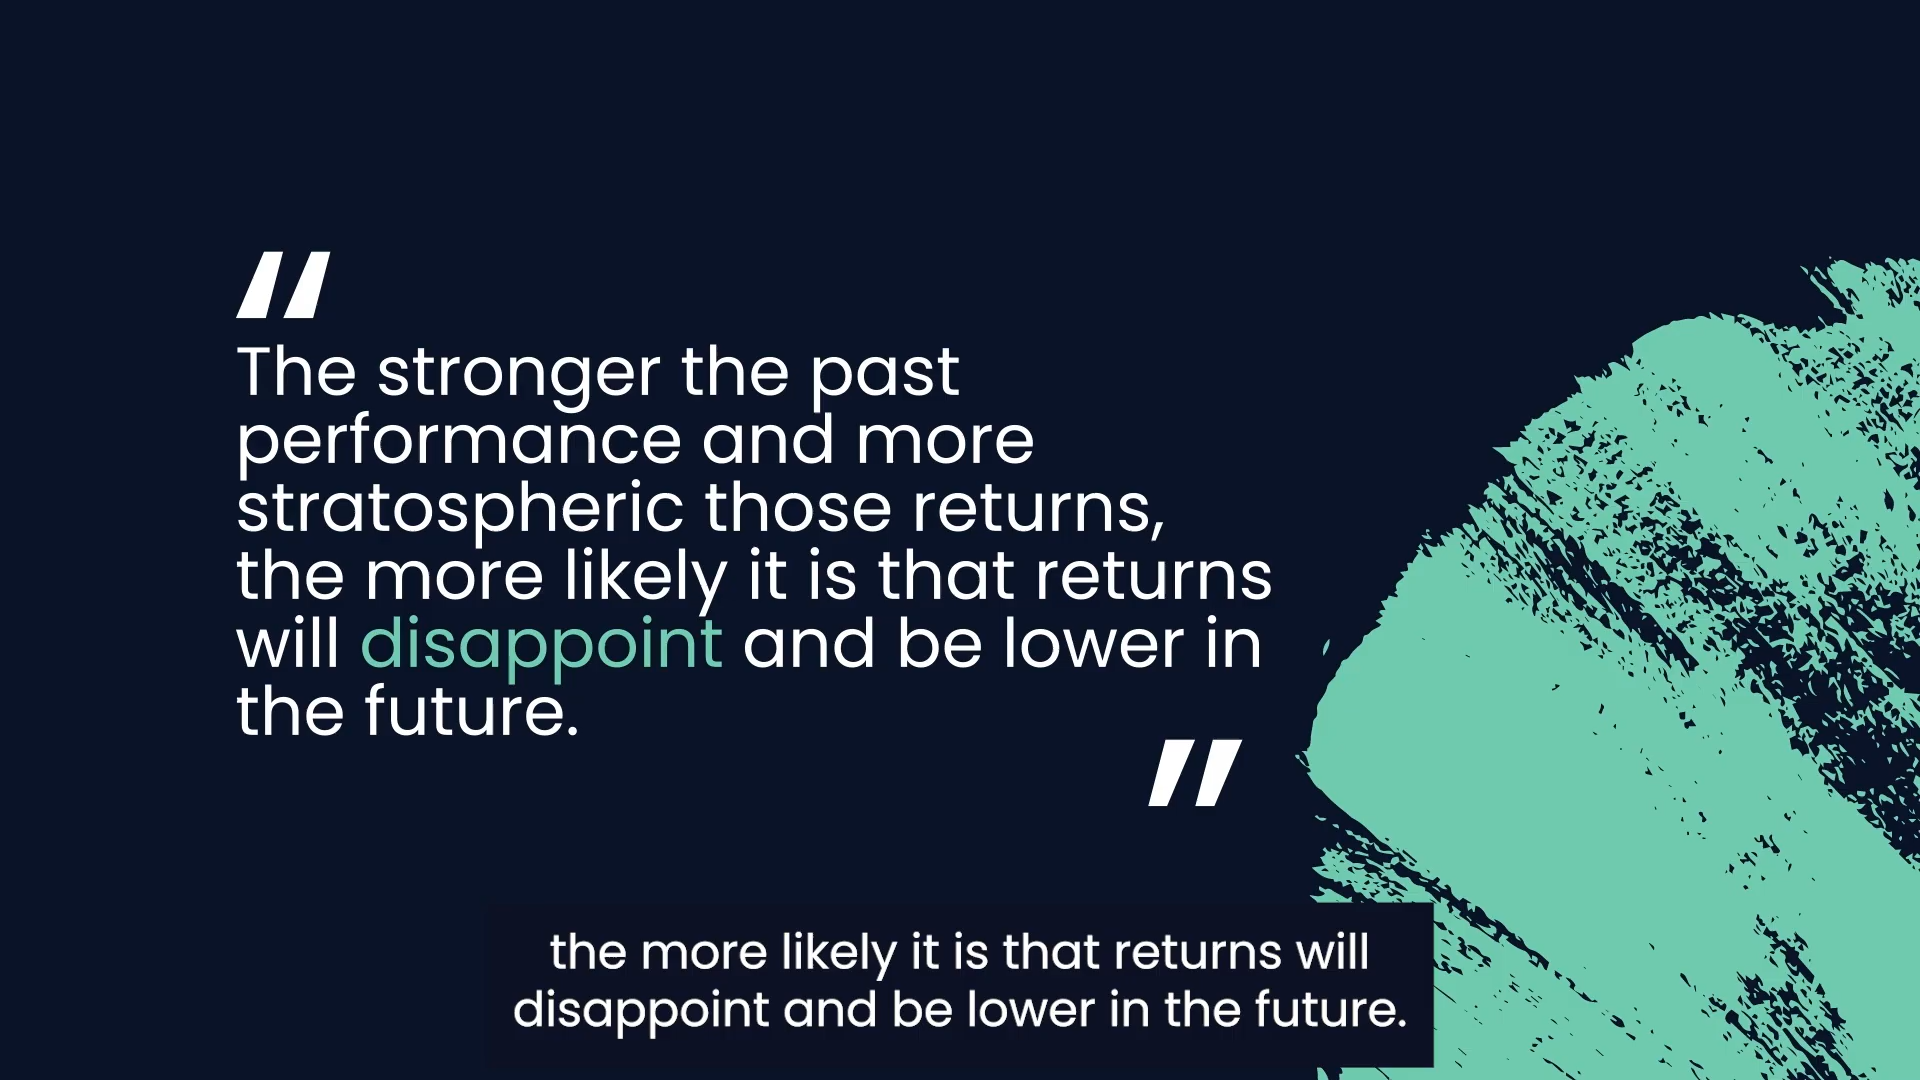 “
The stronger the past
performance and more
stratospheric those returns,
the more likely it is that returns
will disappoint and be lower in
the future.
”
the more likely it is that returns will
disappoint and be lower in the future.